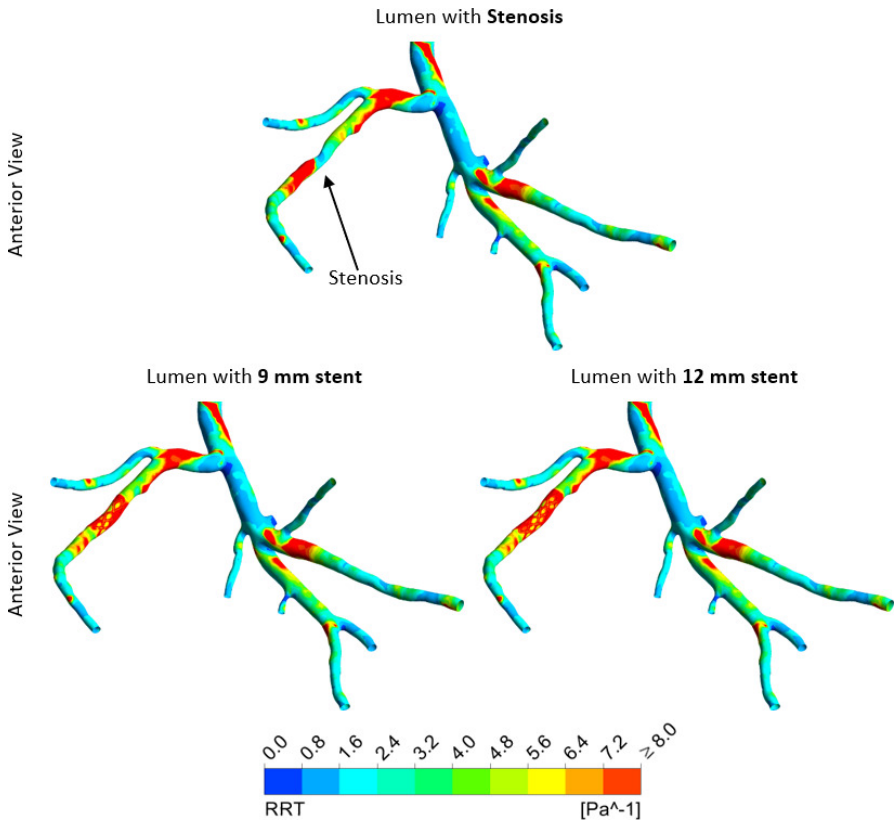 Lumen with Stenosis
Anterior View
Stenosis
Lumen with 9 mm stent
Lumen with 12 mm stent
Anterior View
0.0 0.8 1.6 2.4 3.2 4.0 4.8 5.6 6.4 7.2 ≥ 8.0
RRT [Pa^-1]